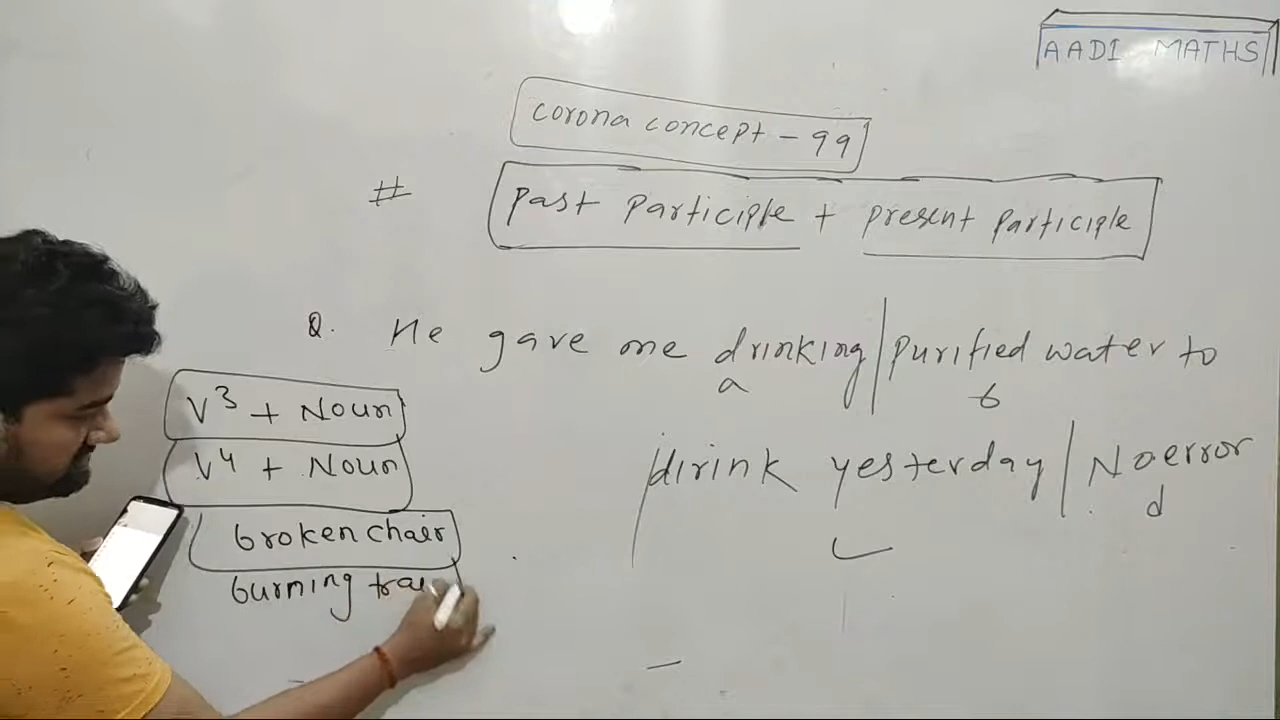 AADI MATHS
corona concept - 99
# Past Participle + present participle
Q. He gave me drinking / purified water to
a b
/ drink yesterday / No error
d
V3 + Noun
V4 + Noun
broken chair
burning